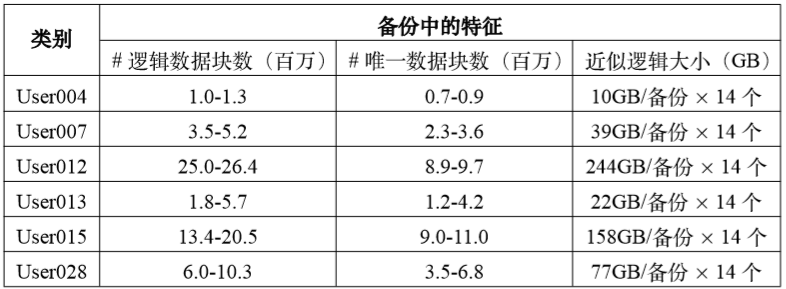 类别 备份中的特征
# 逻辑数据块数（百万） # 唯一数据块数（百万） 近似逻辑大小（GB）
User004 1.0-1.3 0.7-0.9 10GB/备份 × 14 个
User007 3.5-5.2 2.3-3.6 39GB/备份 × 14 个
User012 25.0-26.4 8.9-9.7 244GB/备份 × 14 个
User013 1.8-5.7 1.2-4.2 22GB/备份 × 14 个
User015 13.4-20.5 9.0-11.0 158GB/备份 × 14 个
User028 6.0-10.3 3.5-6.8 77GB/备份 × 14 个